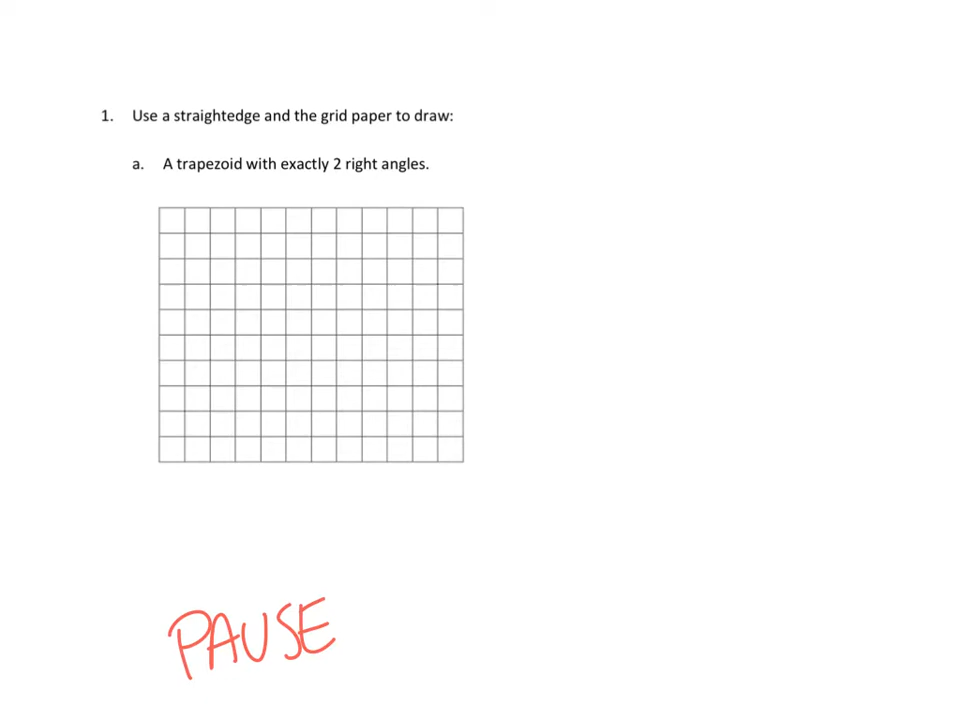 1. Use a straightedge and the grid paper to draw:
a. A trapezoid with exactly 2 right angles.
PAUSE